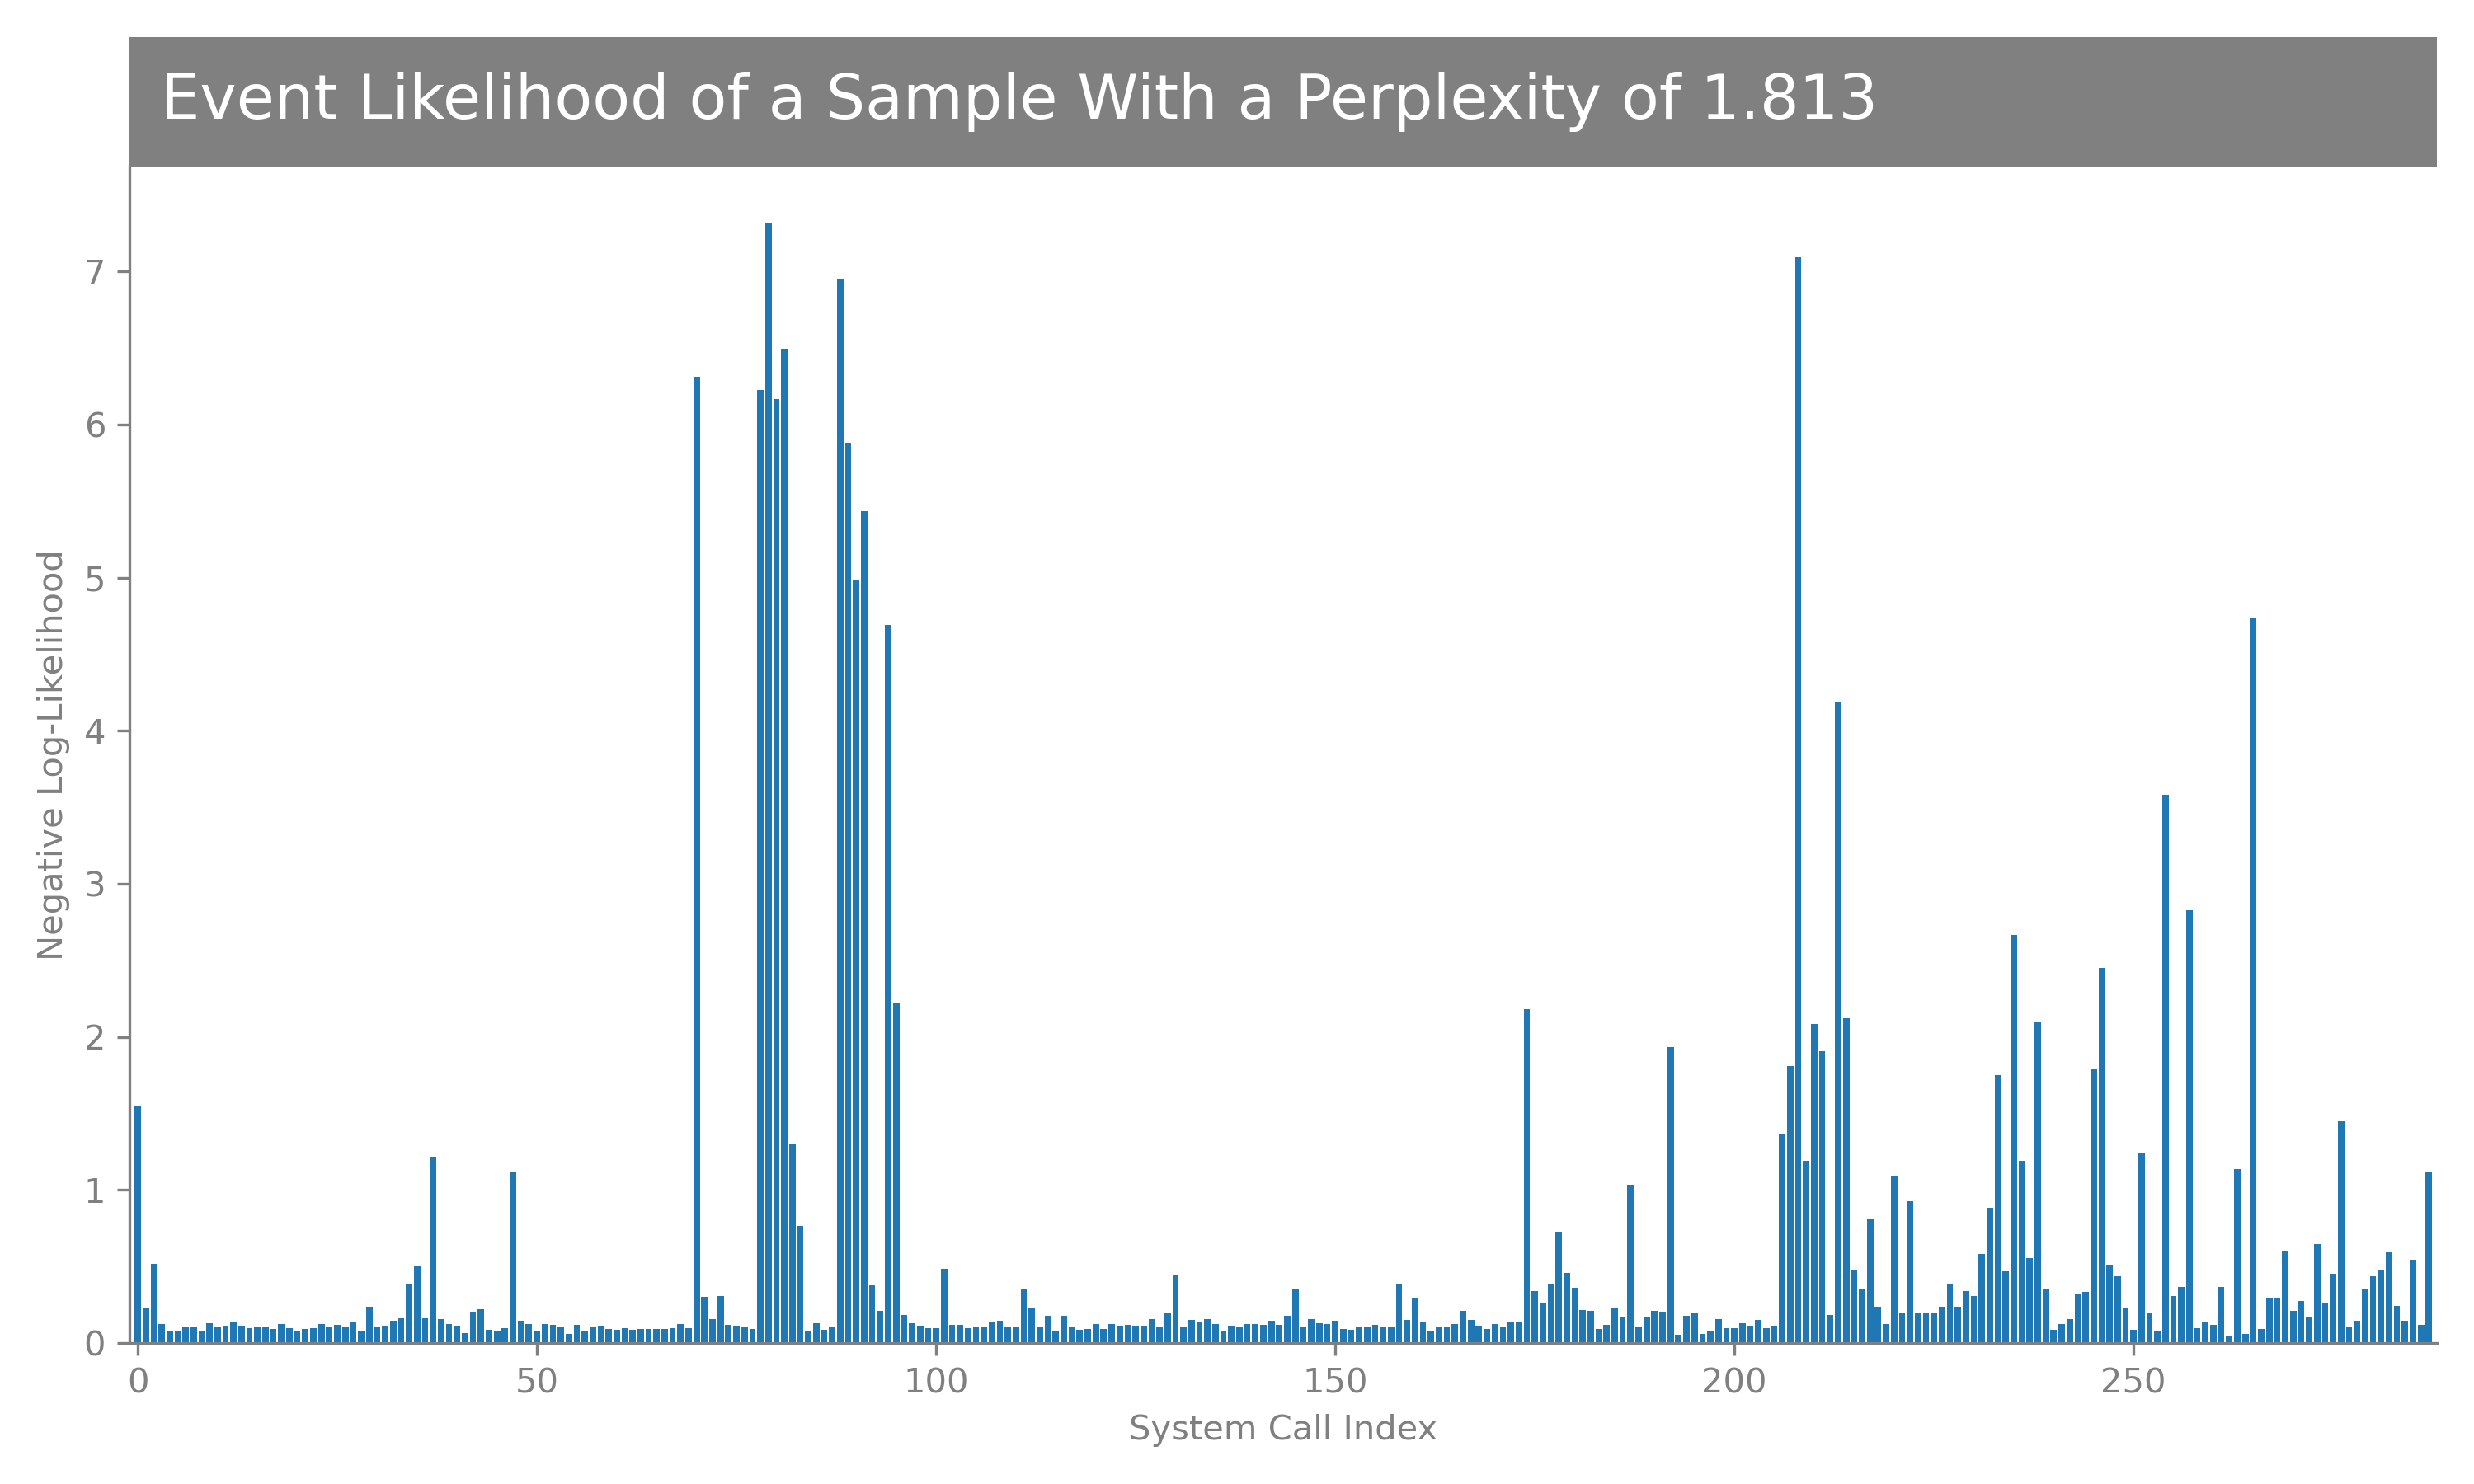 Event Likelihood of a Sample With a Perplexity of 1.813
7
6
5
4
3
2
1
0
Negative Log-Likelihood
0 50 100 150 200 250
System Call Index